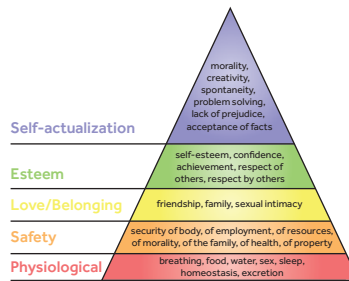 morality,
creativity,
spontaneity,
problem solving,
lack of prejudice,
acceptance of facts
Self-actualization
self-esteem, confidence,
achievement, respect of
others, respect by others
Esteem
friendship, family, sexual intimacy
Love/Belonging
security of body, of employment, of resources,
of morality, of the family, of health, of property
Safety
breathing, food, water, sex, sleep,
homeostasis, excretion
Physiological